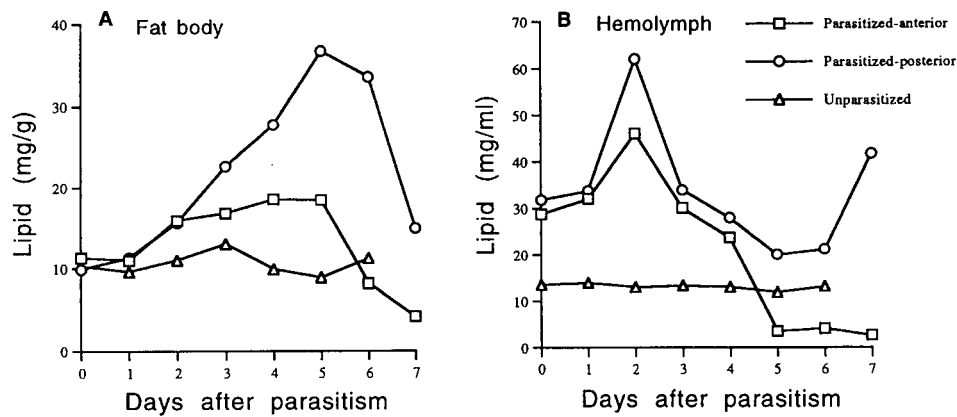 A Fat body
40
30
20
10
0
Lipid (mg/g)
0 1 2 3 4 5 6 7
Days after parasitism
B Hemolymph
70
60
50
40
30
20
10
0
Lipid (mg/ml)
0 1 2 3 4 5 6 7
Days after parasitism
Parasitized-anterior
Parasitized-posterior
Unparasitized